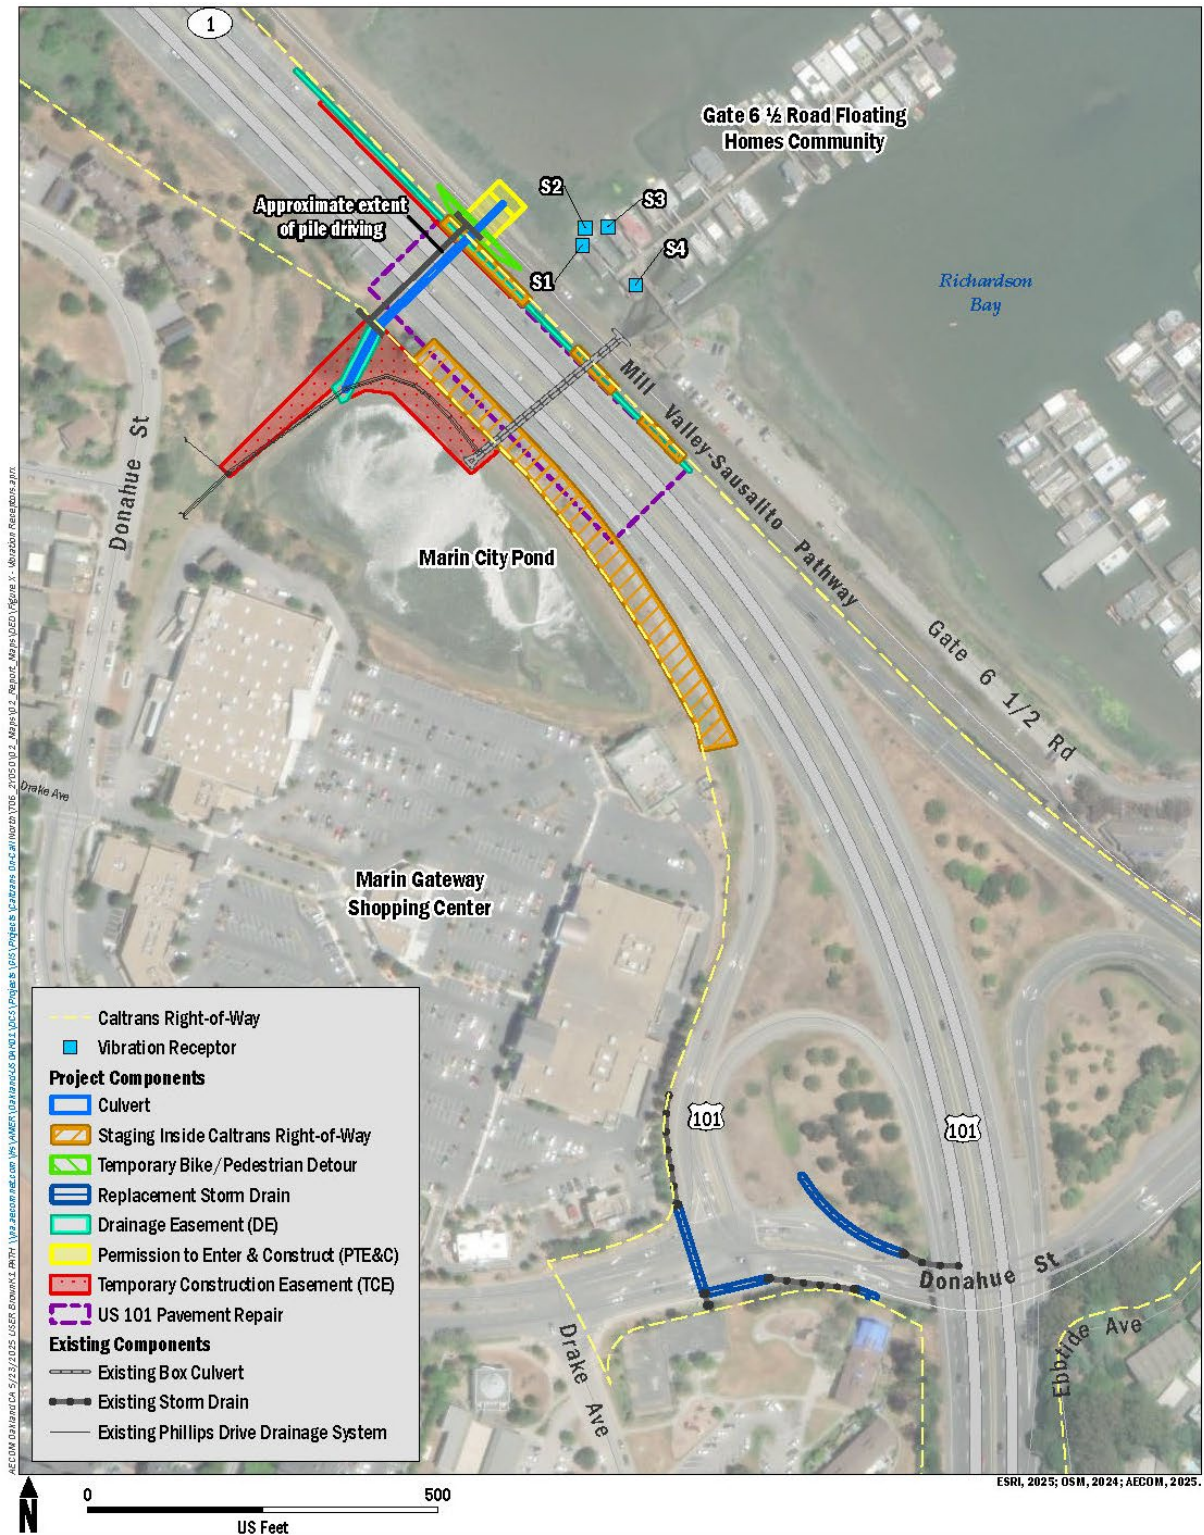 1
Gate 6 ½ Road Floating
Homes Community
S2
S3
Approximate extent
of pile driving
S1
S4
Richardson
Bay
Mill Valley-Sausalito Pathway
Donahue St
Marin City Pond
Gate 6 1/2 Rd
Drake Ave
Marin Gateway
Shopping Center
101
101
Donahue St
Drake Ave
Ebbtide Ave
Caltrans Right-of-Way
Vibration Receptor
Project Components
Culvert
Staging Inside Caltrans Right-of-Way
Temporary Bike/Pedestrian Detour
Replacement Storm Drain
Drainage Easement (DE)
Permission to Enter & Construct (PTE&C)
Temporary Construction Easement (TCE)
US 101 Pavement Repair
Existing Components
Existing Box Culvert
Existing Storm Drain
Existing Phillips Drive Drainage System
N
0
500
US Feet
ESRI, 2025; OSM, 2024; AECOM, 2025.